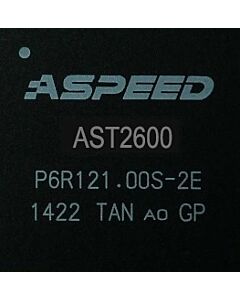 ASPEED
AST2600
P6R121.00S-2E
1422 TAN A0 GP